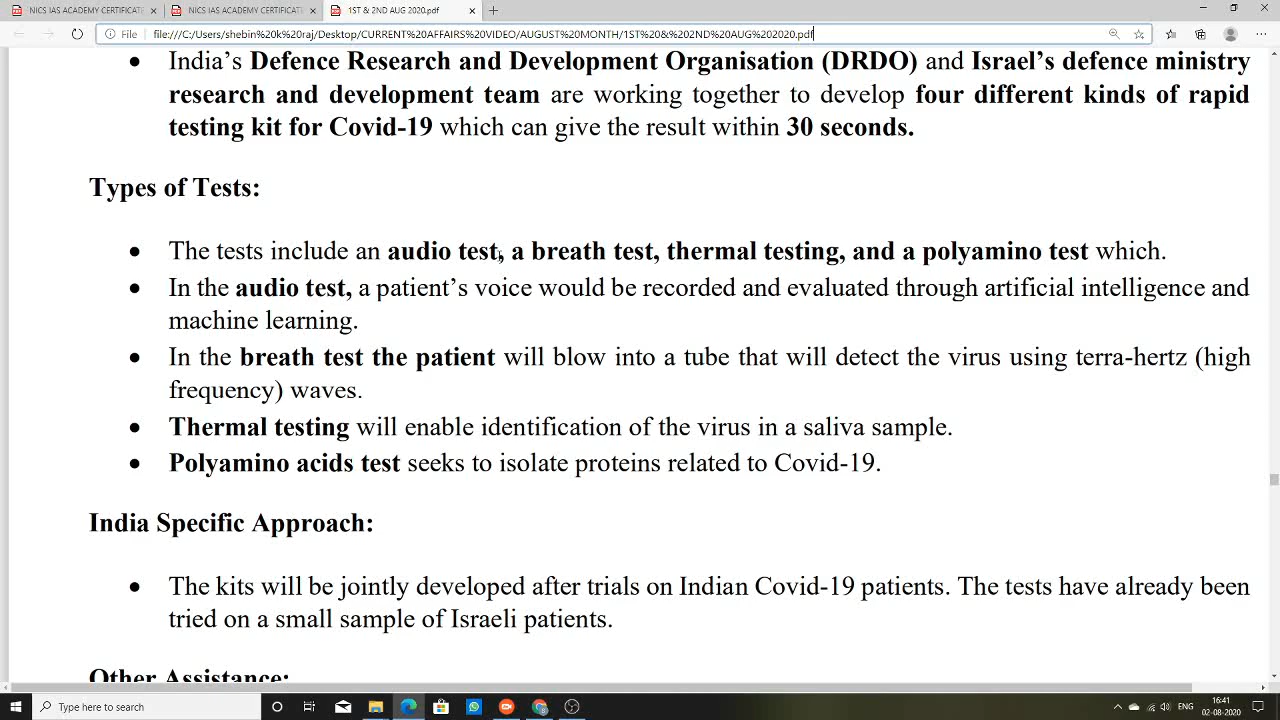 NICS IAS ACADEMY CERTIFICATE
NICS IAS ACADEMY CERTIFICATE
1ST & 2ND AUG 2020.pdf
File
file:///C:/Users/shebin%20k%20raj/Desktop/CURRENT%20AFFAIRS%20VIDEO/AUGUST%20MONTH/1ST%20&%202ND%20AUG%202020.pdf
• India’s Defence Research and Development Organisation (DRDO) and Israel’s defence ministry
research and development team are working together to develop four different kinds of rapid
testing kit for Covid-19 which can give the result within 30 seconds.
Types of Tests:
• The tests include an audio test, a breath test, thermal testing, and a polyamino test which.
• In the audio test, a patient’s voice would be recorded and evaluated through artificial intelligence and
machine learning.
• In the breath test the patient will blow into a tube that will detect the virus using terra-hertz (high
frequency) waves.
• Thermal testing will enable identification of the virus in a saliva sample.
• Polyamino acids test seeks to isolate proteins related to Covid-19.
India Specific Approach:
• The kits will be jointly developed after trials on Indian Covid-19 patients. The tests have already been
tried on a small sample of Israeli patients.
Other Assistance:
Type here to search
ENG
16:41
02-08-2020